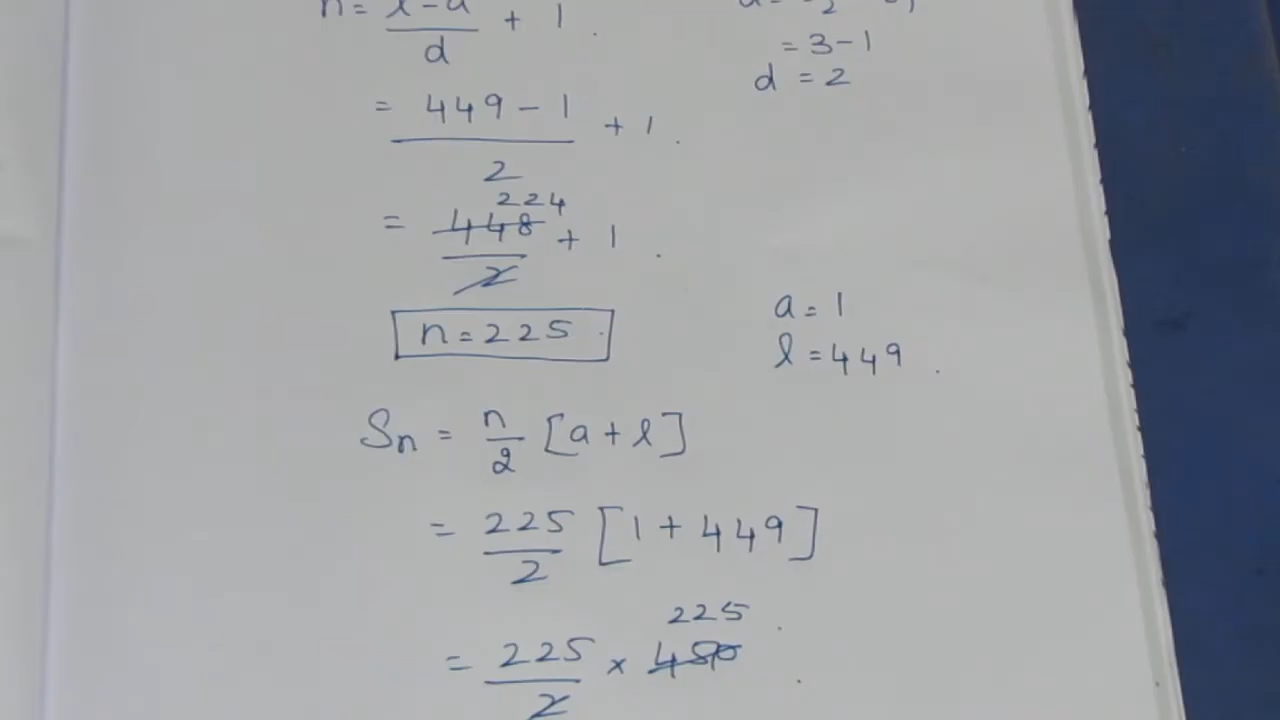 n = l - a / d + 1
= 3 - 1
d = 2
= 449 - 1 / 2 + 1
224
= 448 / 2 + 1
n = 225
a = 1
l = 449
Sn = n/2 [a + l]
= 225/2 [1 + 449]
225
= 225/2 × 450